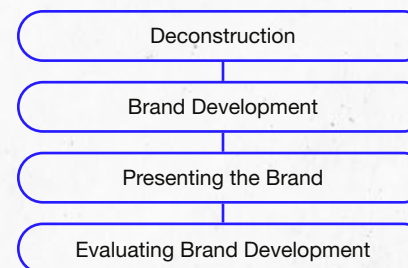 Deconstruction
Brand Development
Presenting the Brand
Evaluating Brand Development